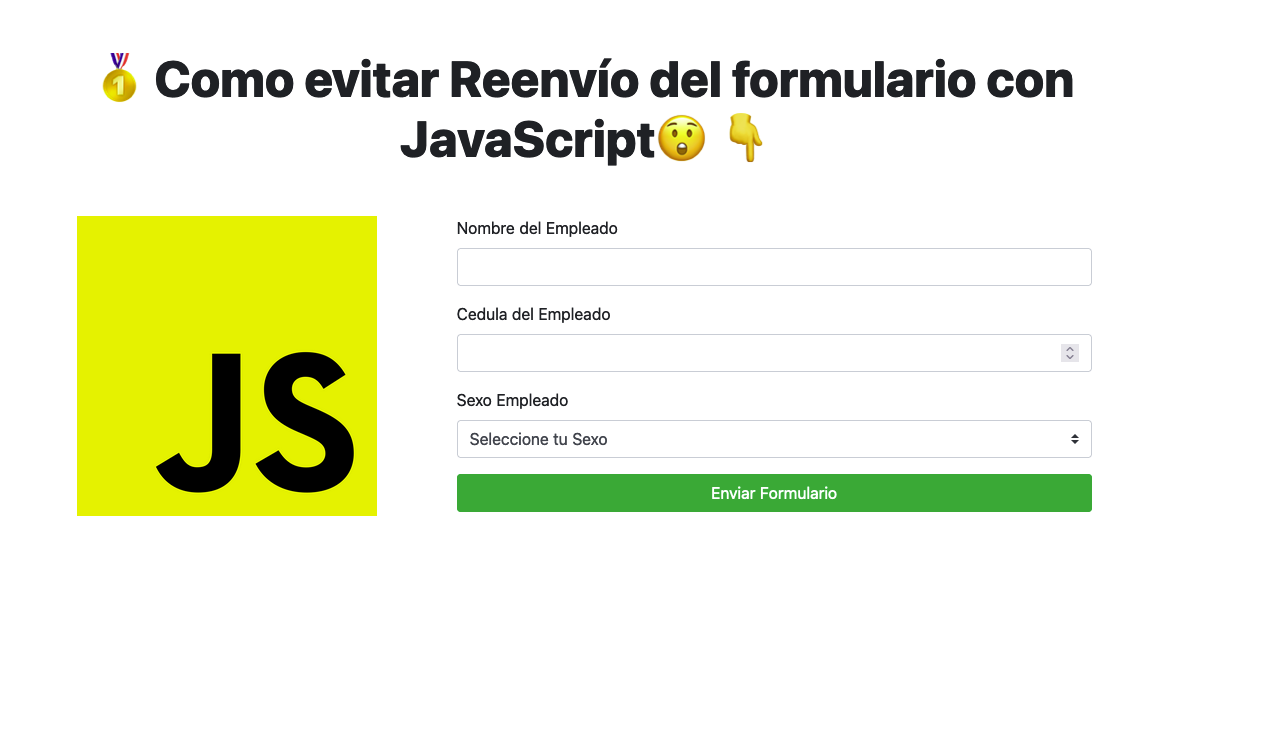 🥇 Como evitar Reenvío del formulario con
JavaScript😲 👇
JS
Nombre del Empleado
Cedula del Empleado
Sexo Empleado
Seleccione tu Sexo
Enviar Formulario